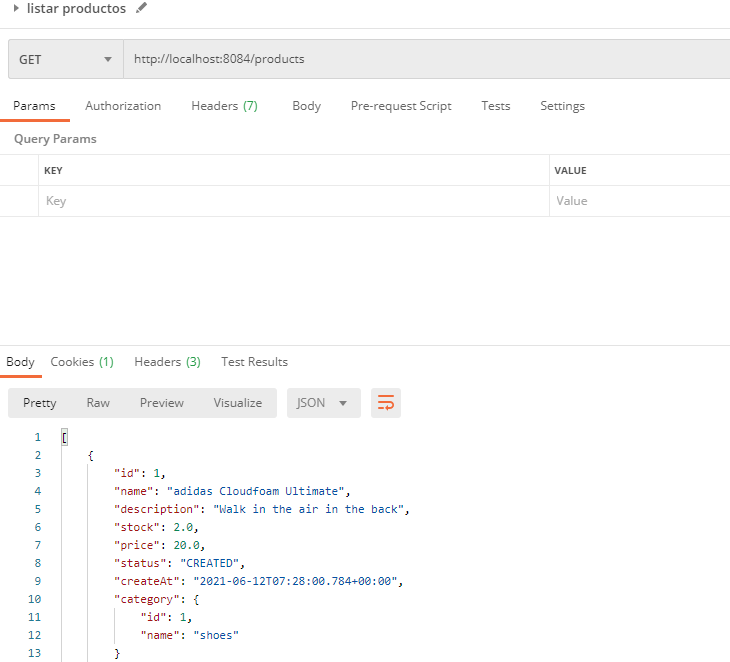 listar productos
GET http://localhost:8084/products
Params Authorization Headers (7) Body Pre-request Script Tests Settings
Query Params
KEY VALUE
Key Value
Body Cookies (1) Headers (3) Test Results
Pretty Raw Preview Visualize JSON
1 [
2 {
3 "id": 1,
4 "name": "adidas Cloudfoam Ultimate",
5 "description": "Walk in the air in the back",
6 "stock": 2.0,
7 "price": 20.0,
8 "status": "CREATED",
9 "createAt": "2021-06-12T07:28:00.784+00:00",
10 "category": {
11 "id": 1,
12 "name": "shoes"
13 }